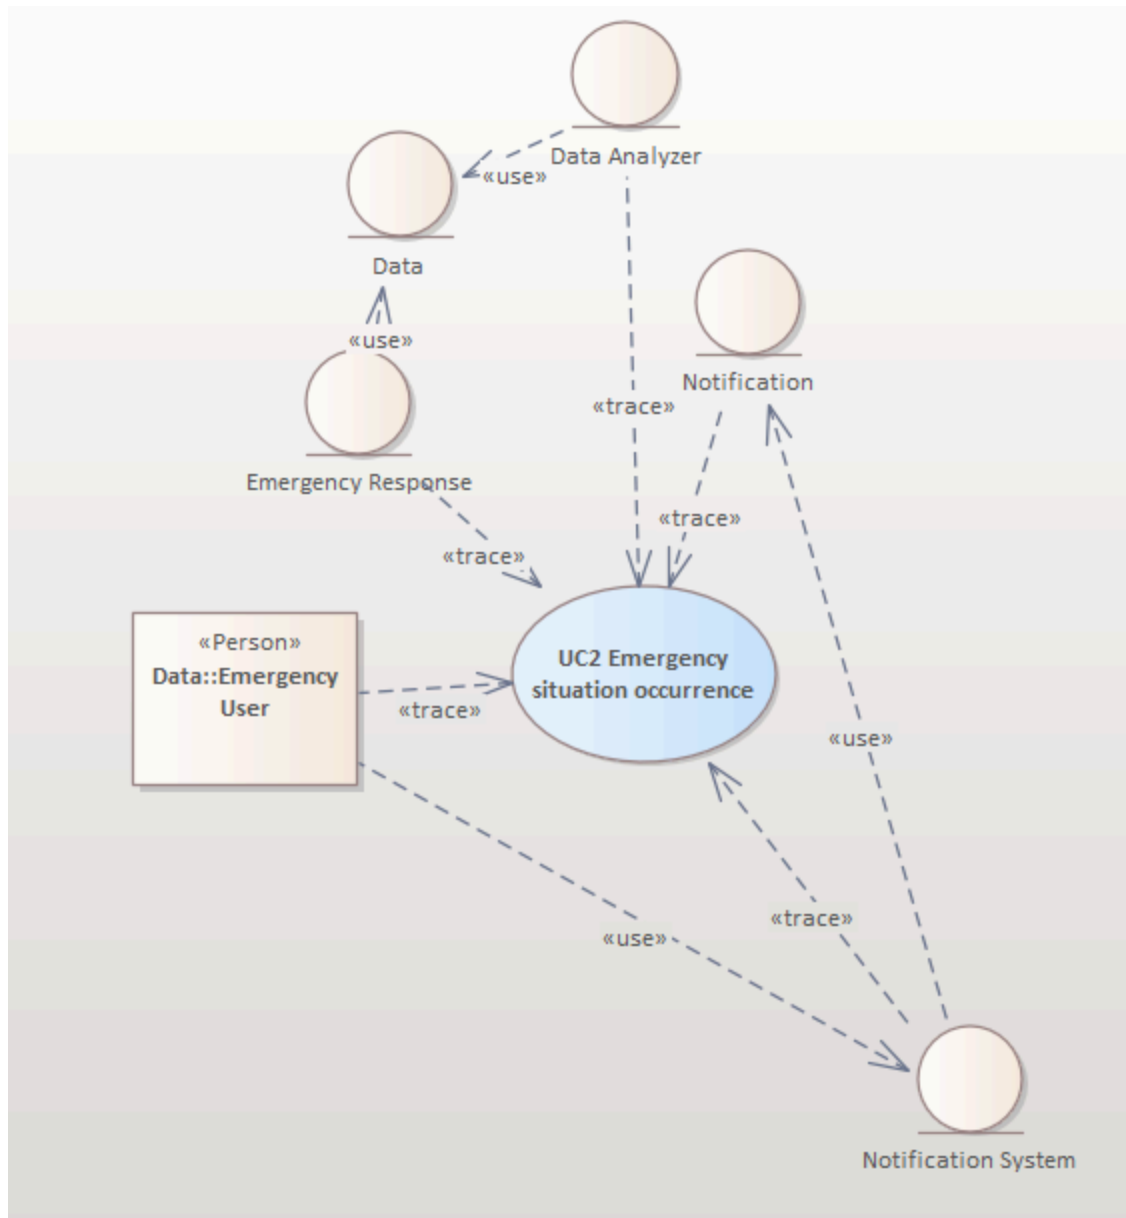 Data Analyzer
«use»
Data
«use»
Notification
«trace»
Emergency Response
«trace»
«trace»
«Person»
Data::Emergency
User
UC2 Emergency
situation occurrence
«trace»
«use»
«trace»
«use»
Notification System